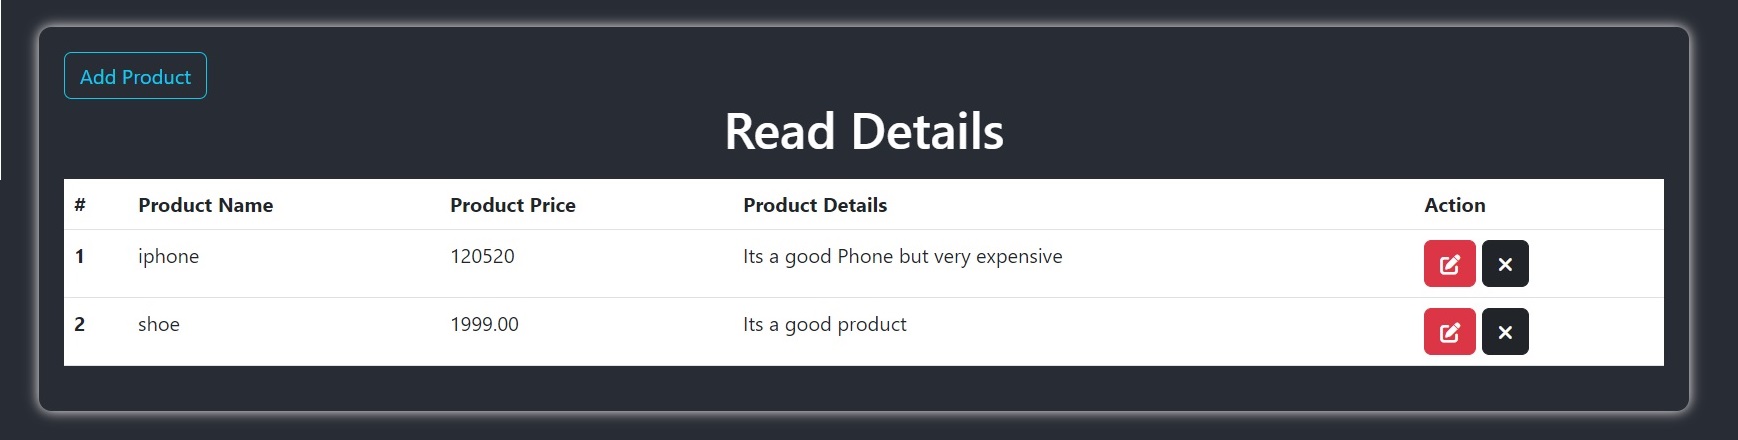 Add Product
Read Details
# Product Name Product Price Product Details Action
1 iphone 120520 Its a good Phone but very expensive
2 shoe 1999.00 Its a good product